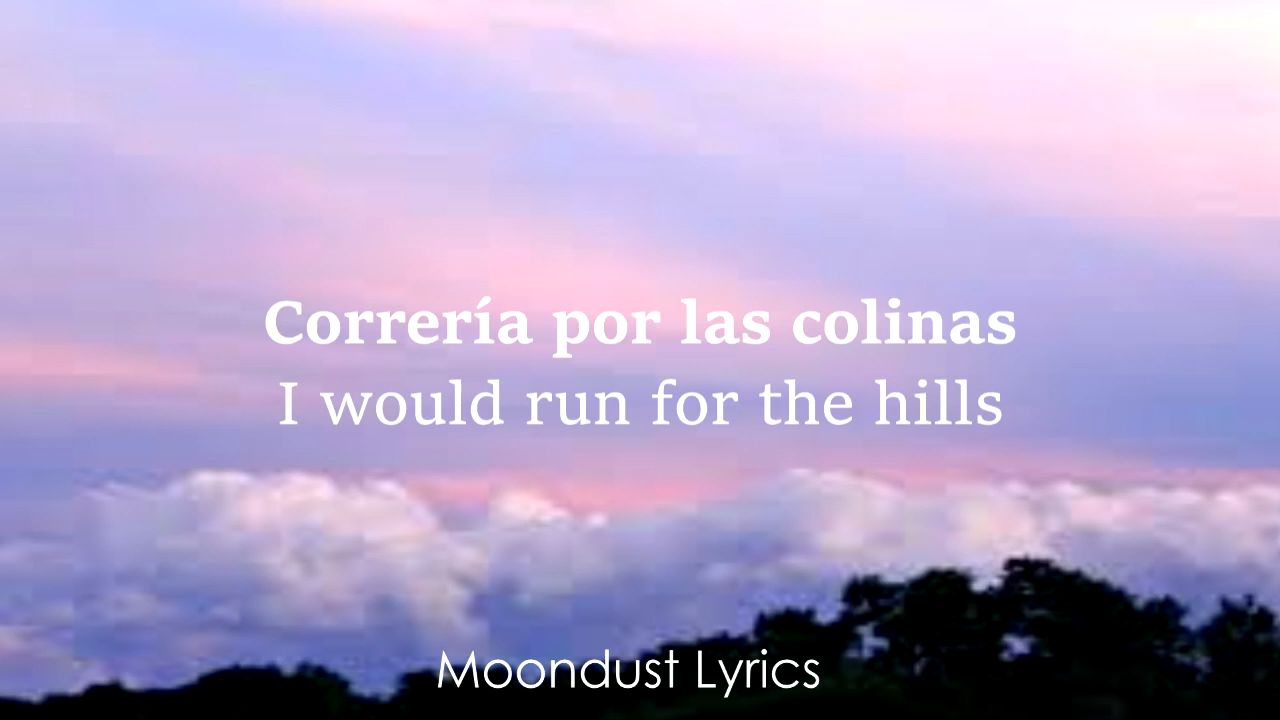 Correría por las colinas
I would run for the hills
Moondust Lyrics